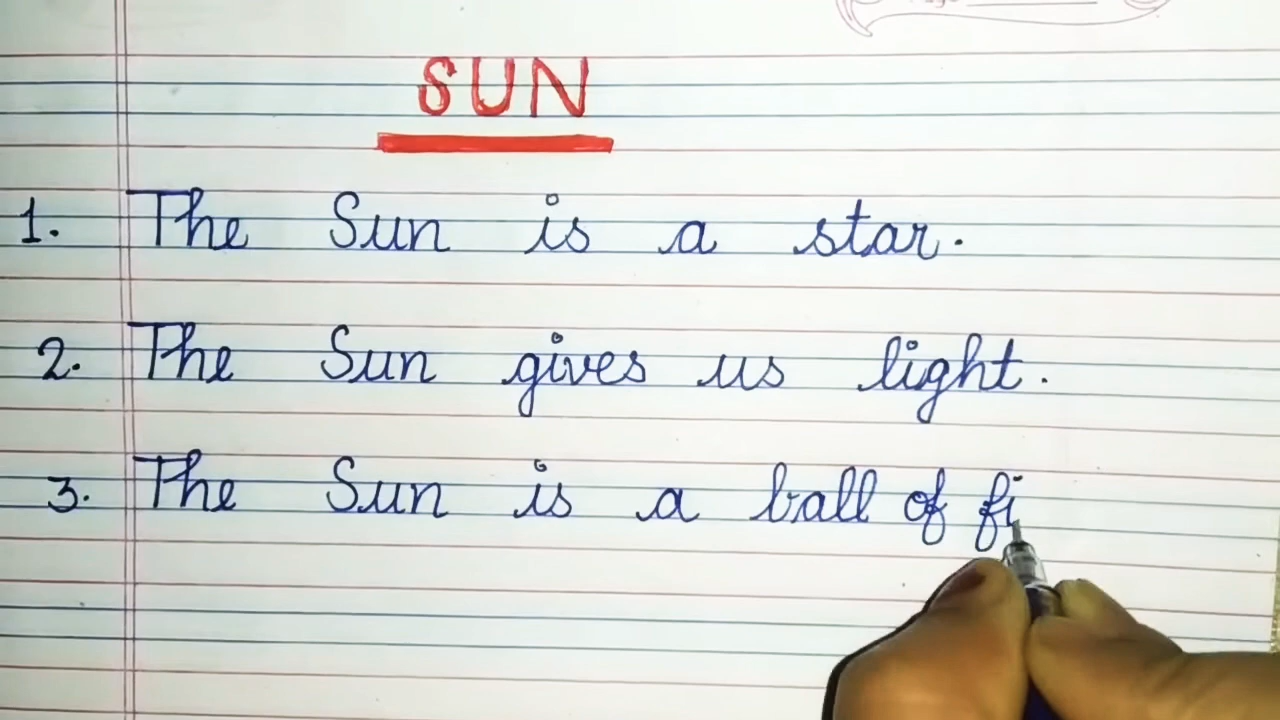 SUN
1. The Sun is a star.
2. The Sun gives us light.
3. The Sun is a ball of fi